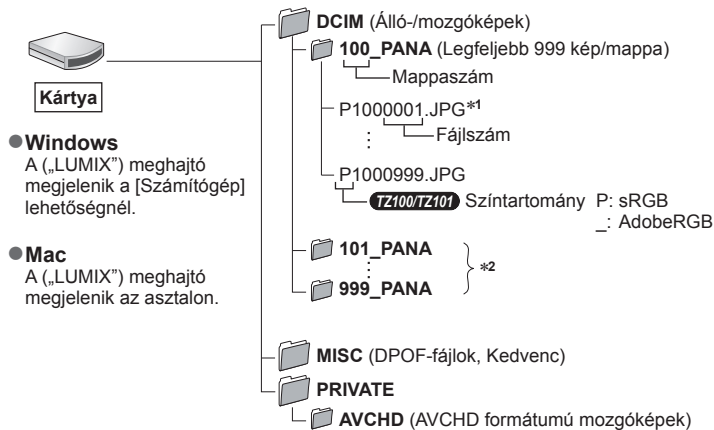 Kártya
●Windows
A („LUMIX”) meghajtó
megjelenik a [Számítógép]
lehetőségnél.
●Mac
A („LUMIX”) meghajtó
megjelenik az asztalon.
DCIM (Álló-/mozgóképek)
100_PANA (Legfeljebb 999 kép/mappa)
Mappaszám
P1000001.JPG*1
Fájlszám
P1000999.JPG
TZ100/TZ101 Színtartomány P: sRGB
_: AdobeRGB
101_PANA
*2
999_PANA
MISC (DPOF-fájlok, Kedvenc)
PRIVATE
AVCHD (AVCHD formátumú mozgóképek)